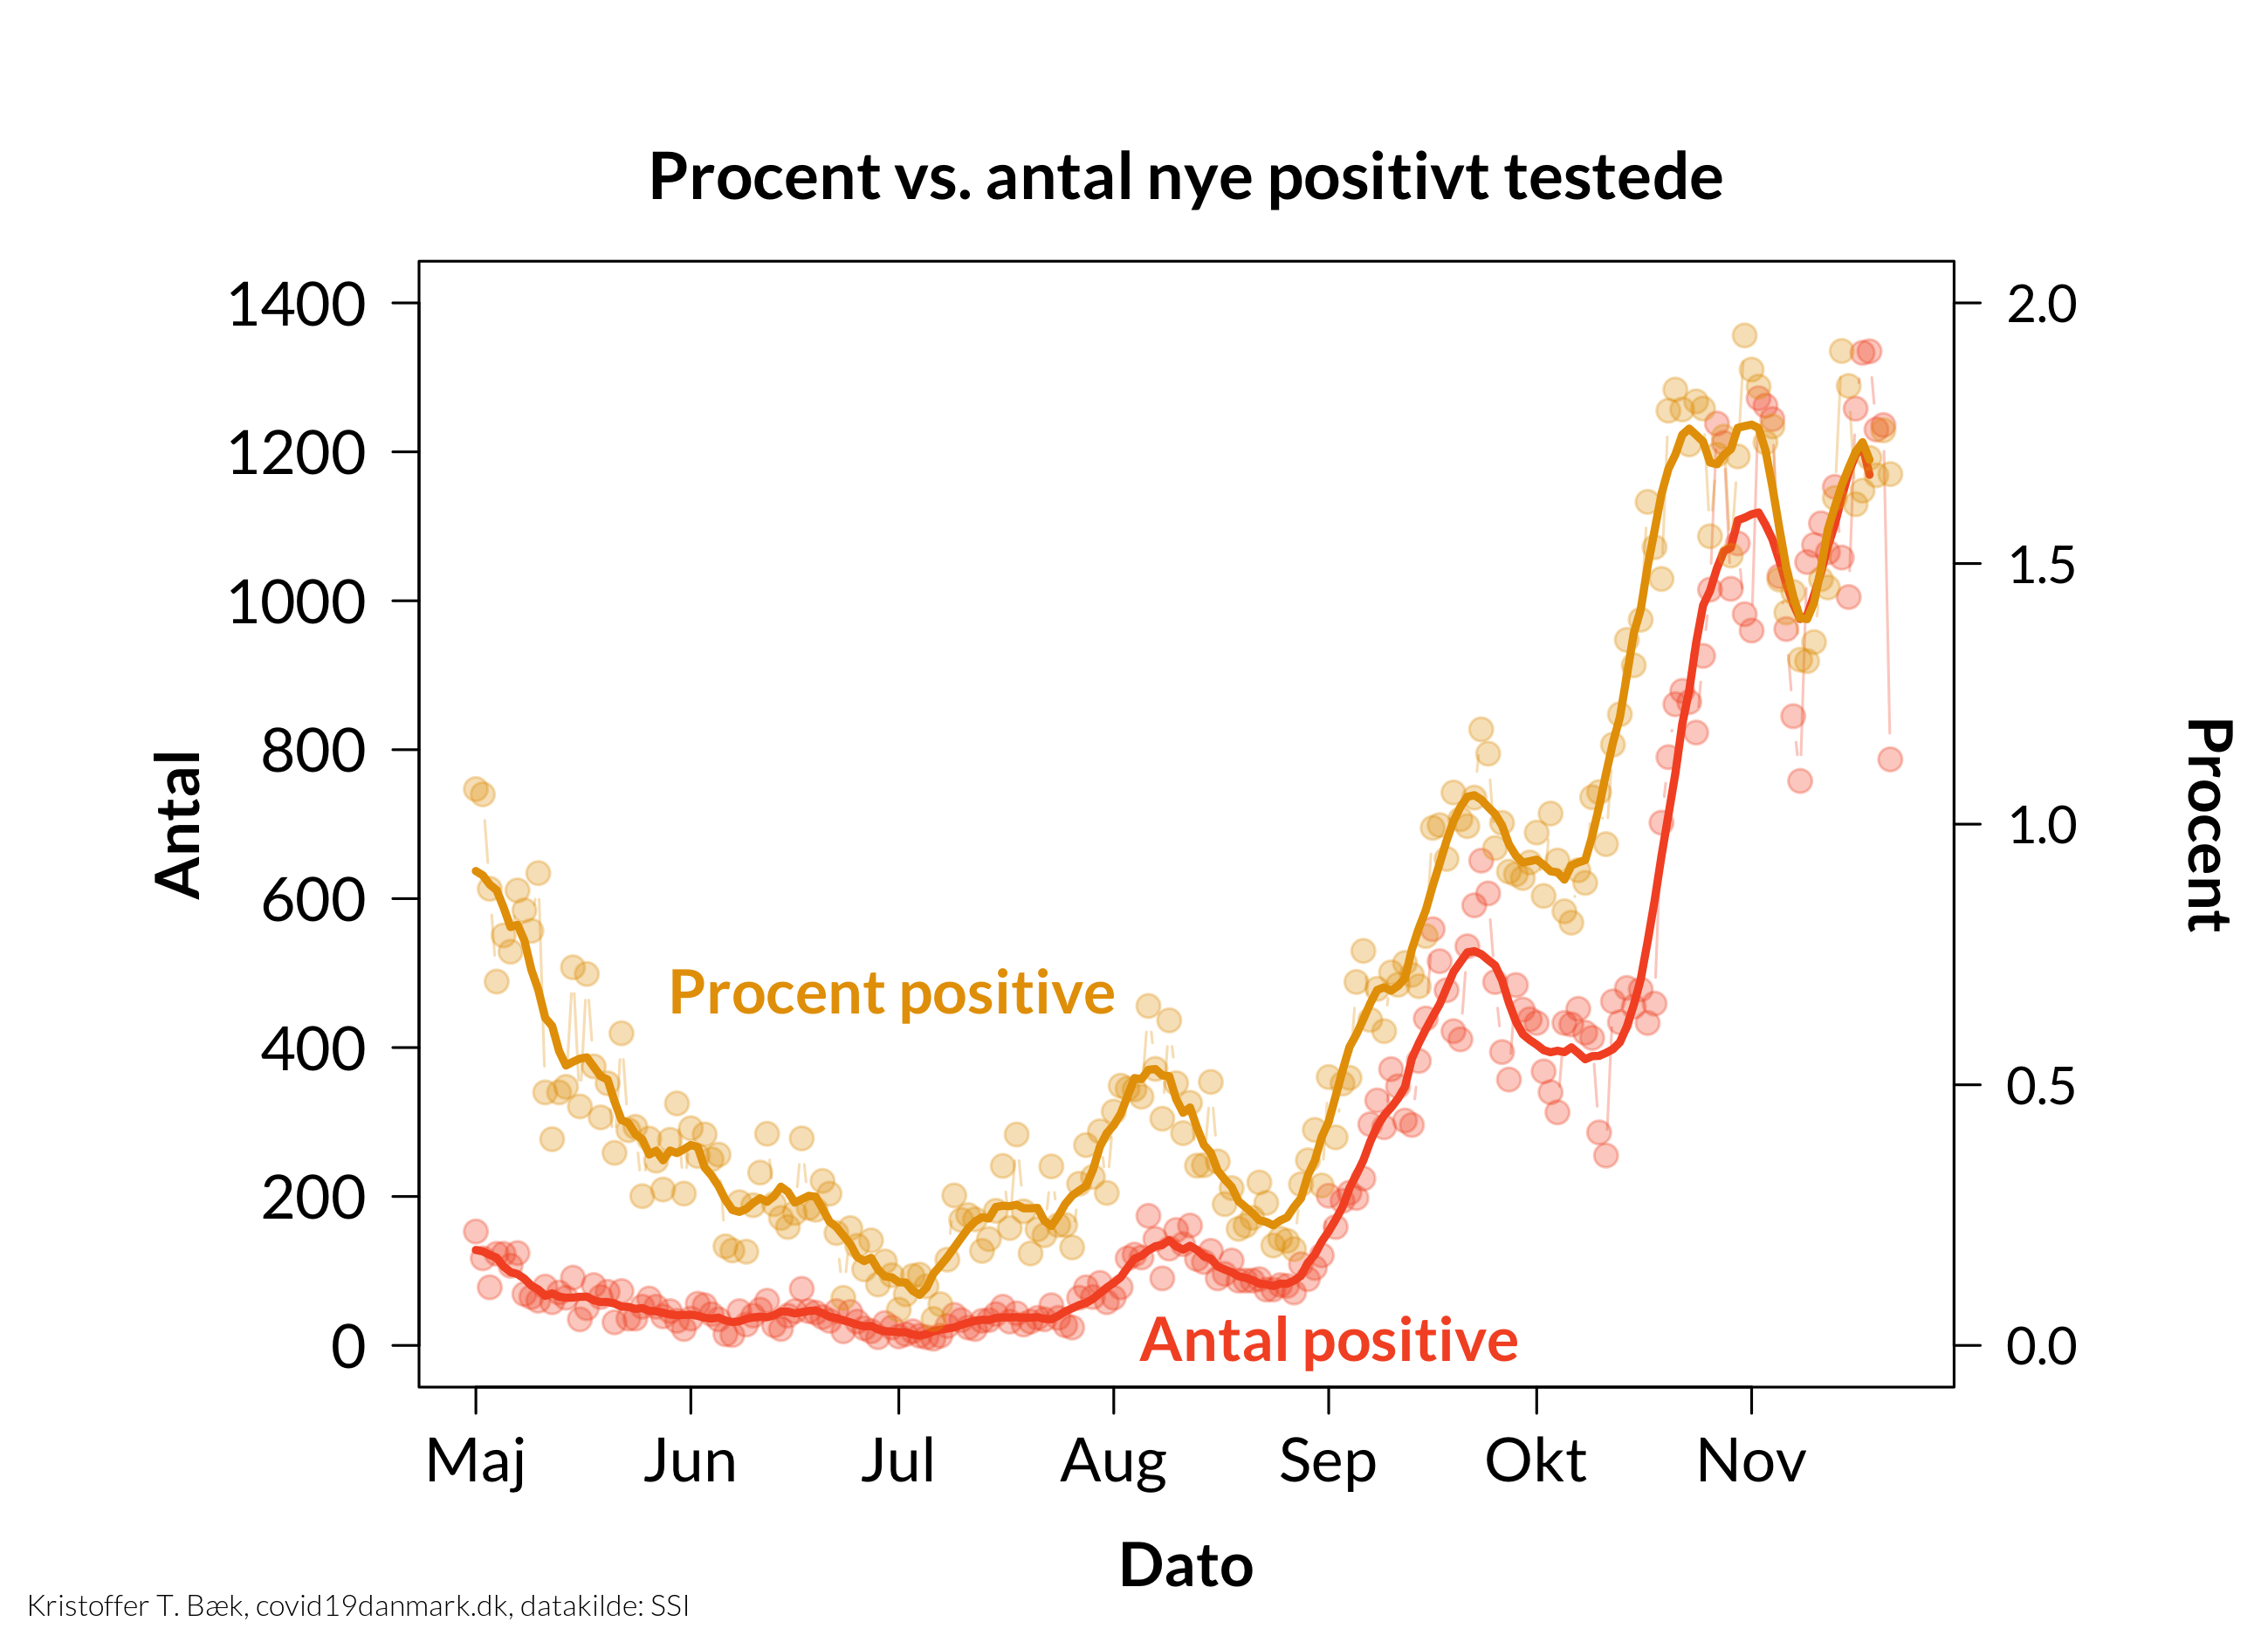 Procent vs. antal nye positivt testede
1400
1200
1000
800
600
400
200
0
Antal
2.0
1.5
1.0
0.5
0.0
Procent
Procent positive
Antal positive
Maj Jun Jul Aug Sep Okt Nov
Dato
Kristoffer T. Bæk, covid19danmark.dk, datakilde: SSI